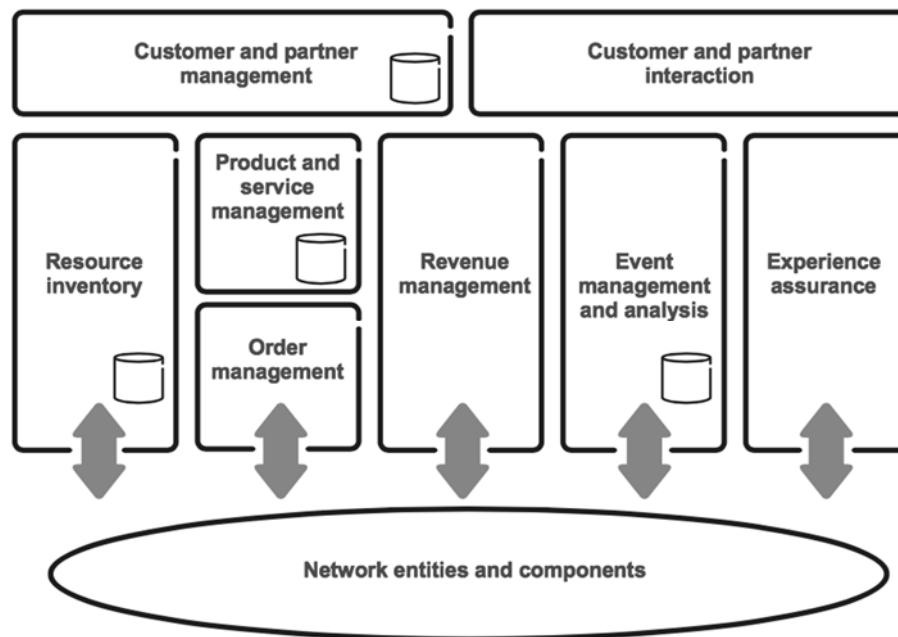 Customer and partner
management
Customer and partner
interaction
Resource
inventory
Product and
service
management
Order
management
Revenue
management
Event
management
and analysis
Experience
assurance
Network entities and components